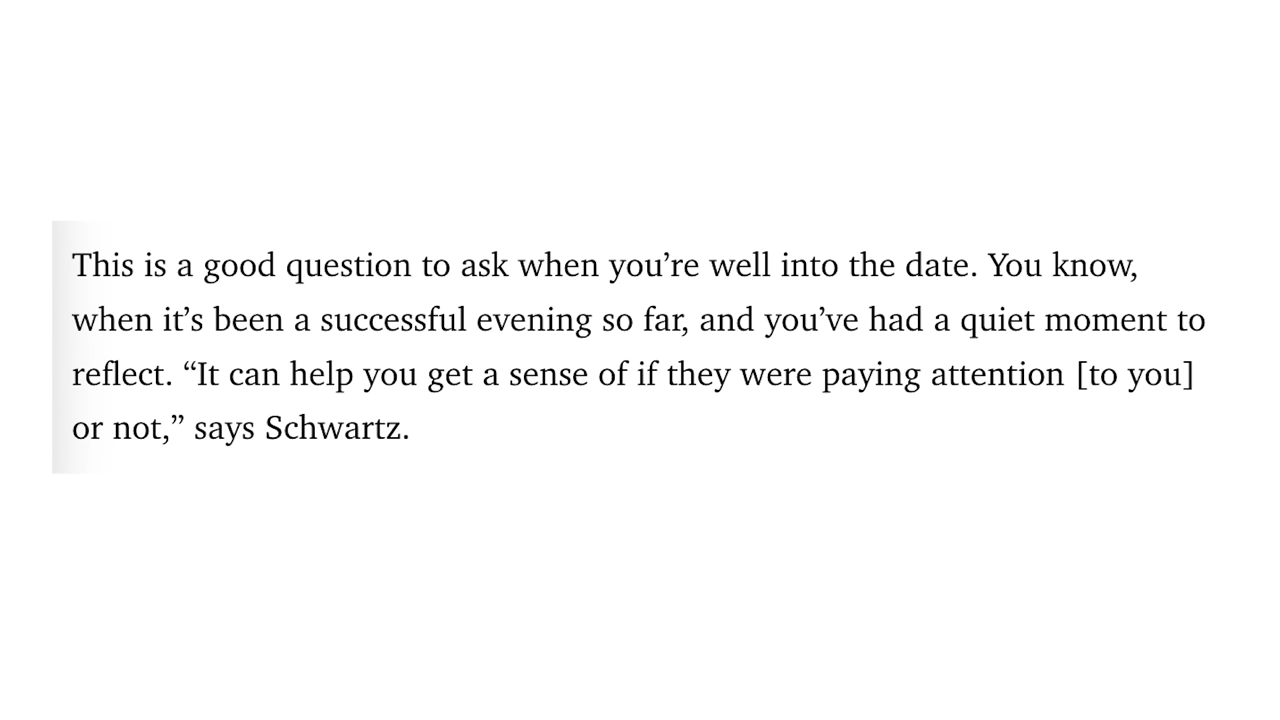 This is a good question to ask when you’re well into the date. You know,
when it’s been a successful evening so far, and you’ve had a quiet moment to
reflect. “It can help you get a sense of if they were paying attention [to you]
or not,” says Schwartz.